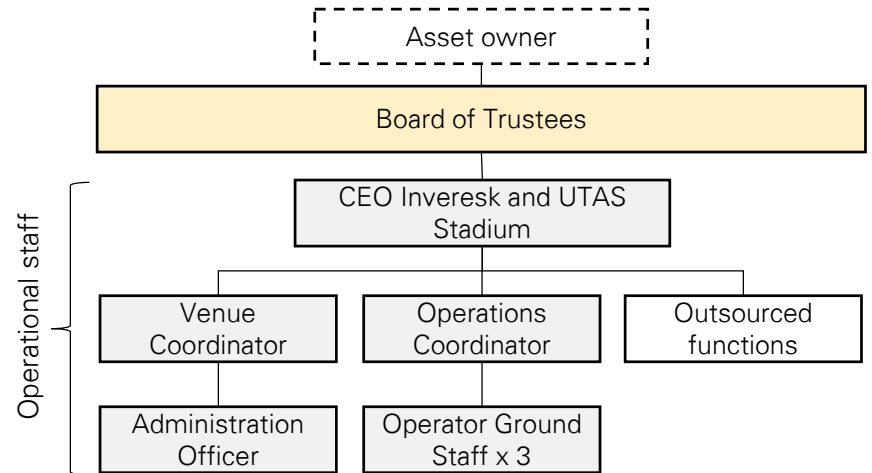 Asset owner
Board of Trustees
CEO Inveresk and UTAS
Stadium
Operational staff
Venue
Coordinator
Operations
Coordinator
Outsourced
functions
Administration
Officer
Operator Ground
Staff x 3